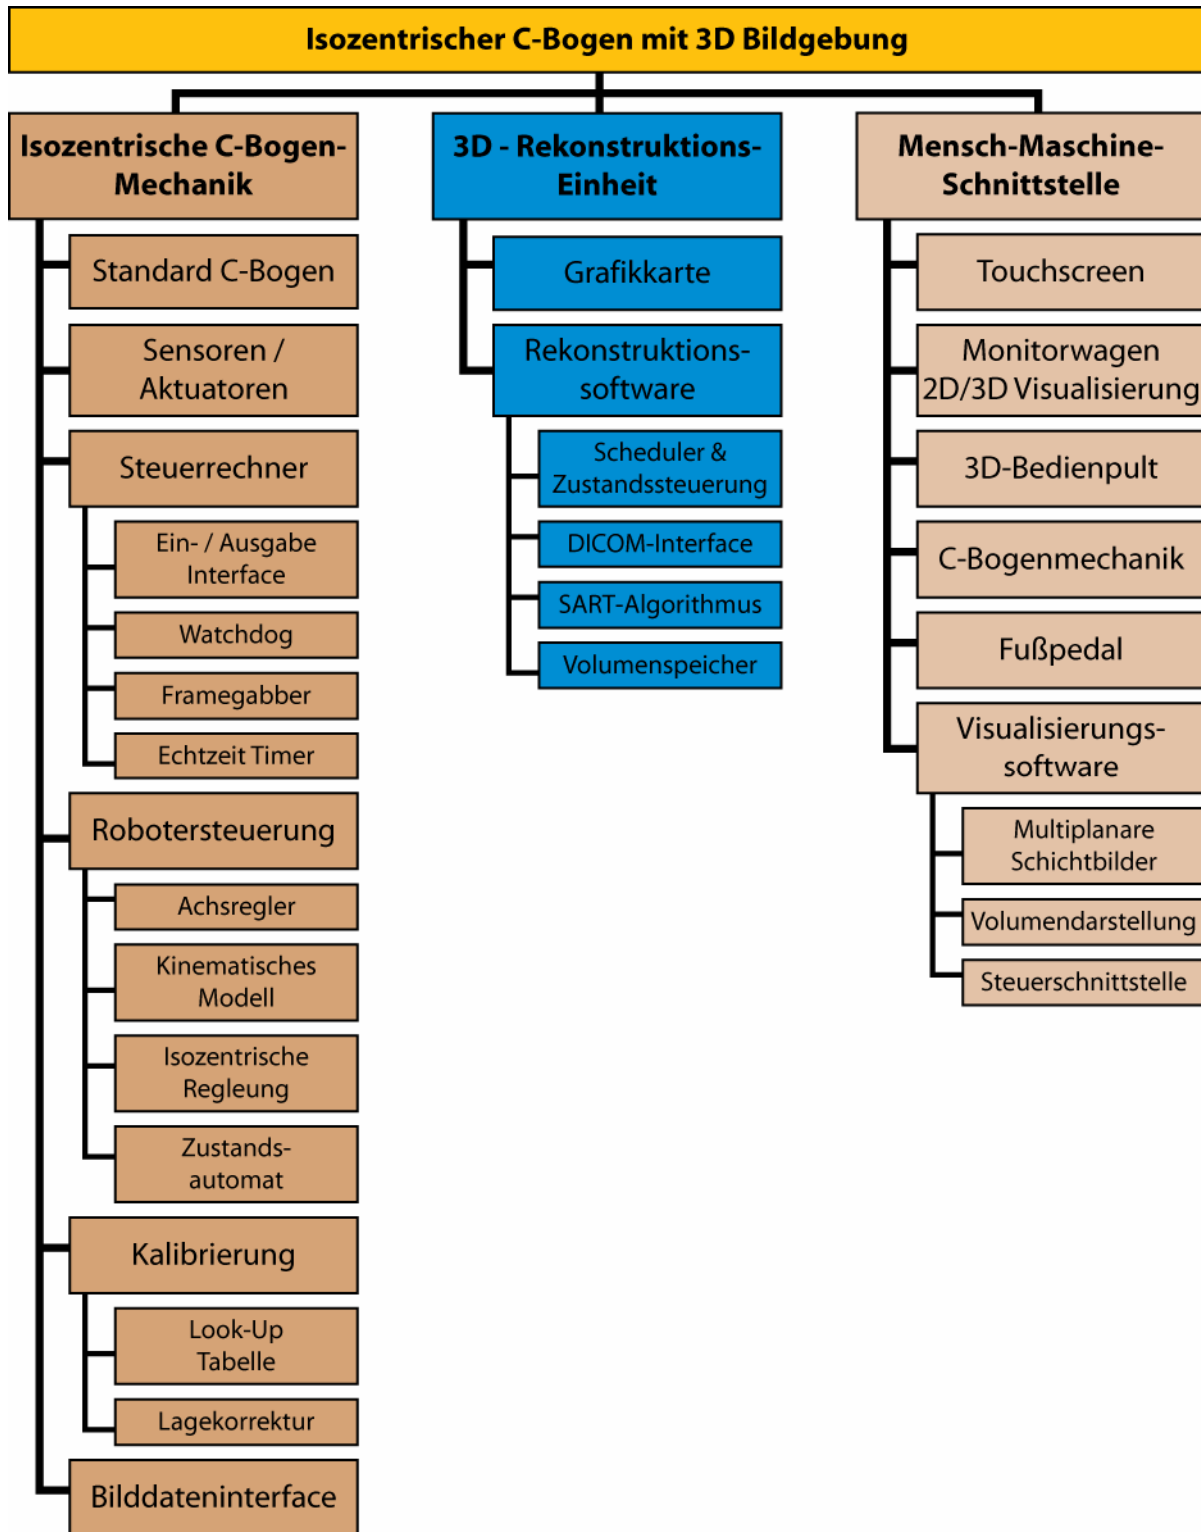 Isozentrischer C-Bogen mit 3D Bildgebung
Isozentrische C-Bogen-
Mechanik
Standard C-Bogen
Sensoren /
Aktuatoren
Steuerrechner
Ein- / Ausgabe
Interface
Watchdog
Framegabber
Echtzeit Timer
Robotersteuerung
Achsregler
Kinematisches
Modell
Isozentrische
Regleung
Zustands-
automat
Kalibrierung
Look-Up
Tabelle
Lagekorrektur
Bilddateninterface
3D - Rekonstruktions-
Einheit
Grafikkarte
Rekonstruktions-
software
Scheduler &
Zustandssteuerung
DICOM-Interface
SART-Algorithmus
Volumenspeicher
Mensch-Maschine-
Schnittstelle
Touchscreen
Monitorwagen
2D/3D Visualisierung
3D-Bedienpult
C-Bogenmechanik
Fußpedal
Visualisierungs-
software
Multiplanare
Schichtbilder
Volumendarstellung
Steuerschnittstelle